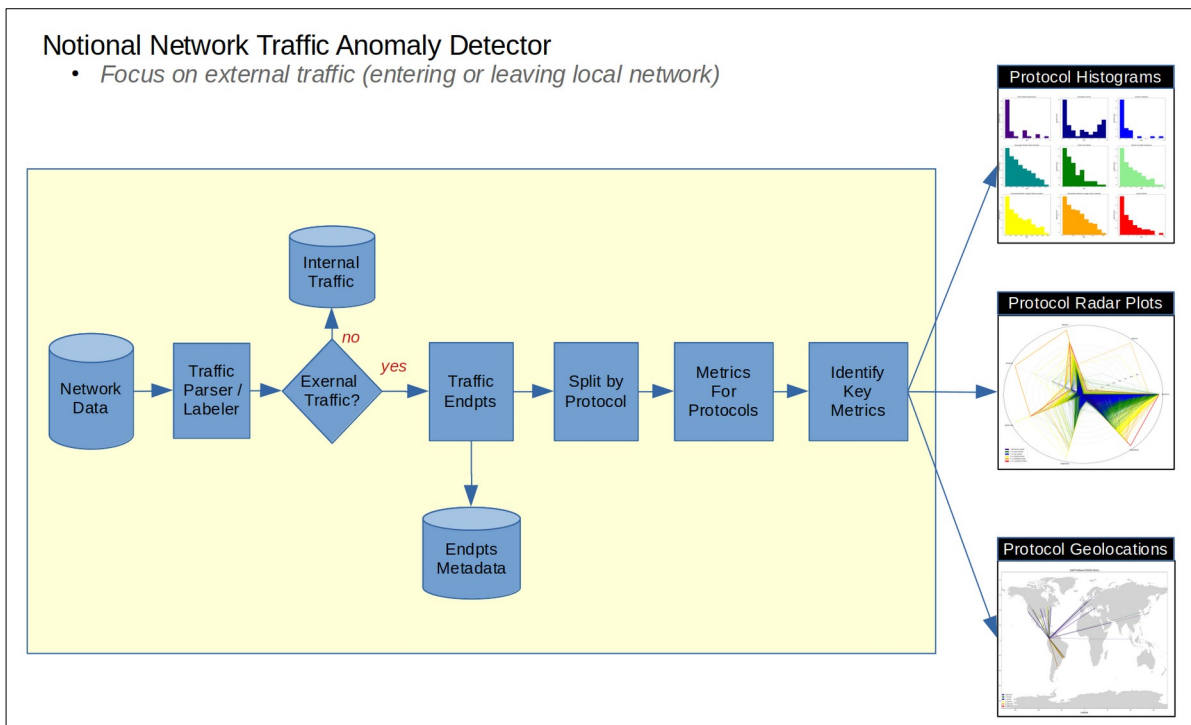 Notional Network Traffic Anomaly Detector
• Focus on external traffic (entering or leaving local network)
Protocol Histograms
Internal
Traffic
no
yes
Network
Data
Traffic
Parser /
Labeler
Exernal
Traffic?
Traffic
Endpts
Split by
Protocol
Metrics
For
Protocols
Identify
Key
Metrics
Endpts
Metadata
Protocol Radar Plots
Protocol Geolocations